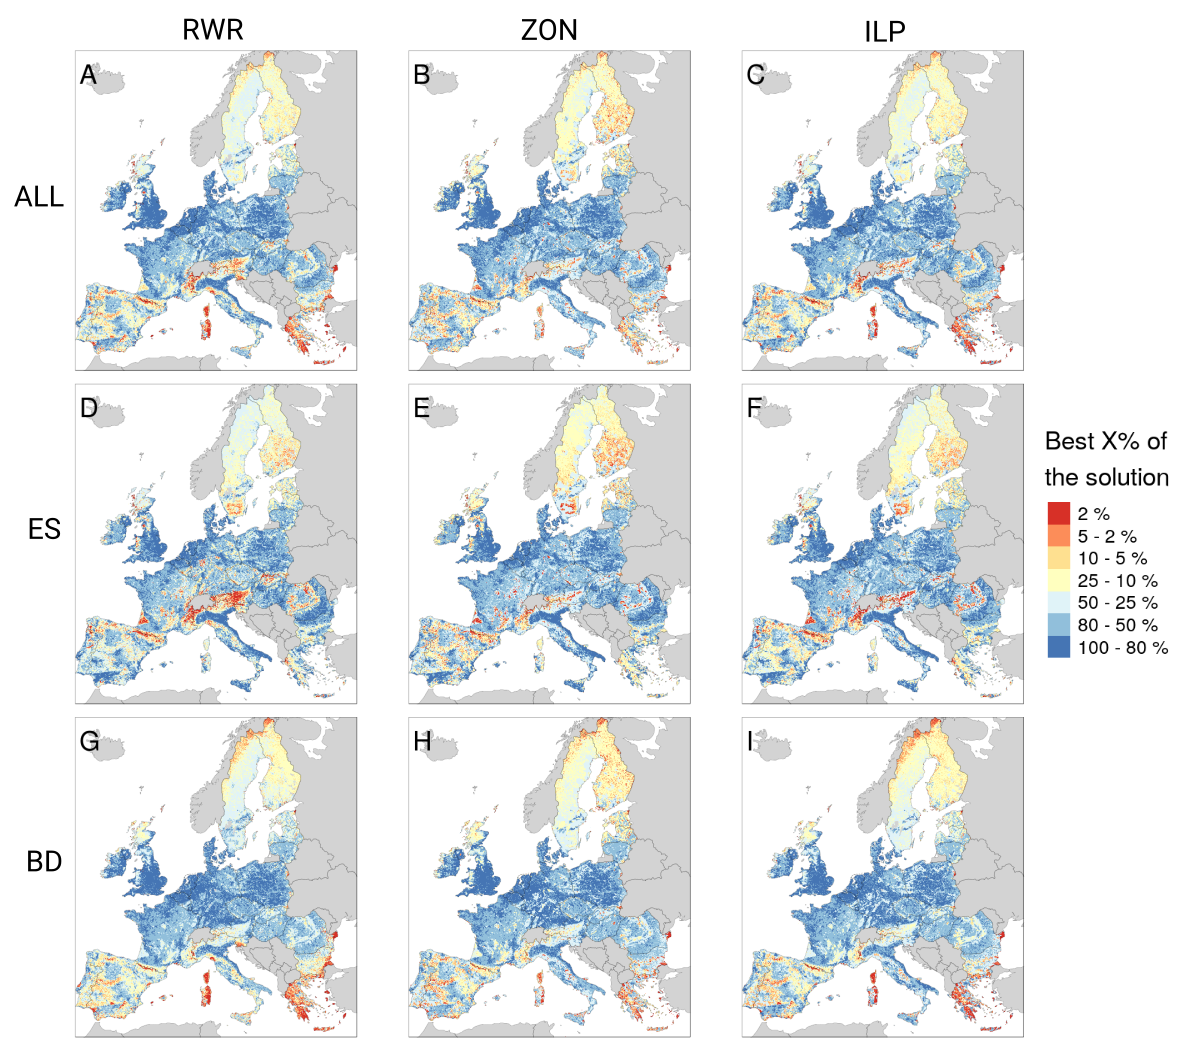 RWR ZON ILP
A B C
ALL
D E F
ES
Best X% of
the solution
2 %
5 - 2 %
10 - 5 %
25 - 10 %
50 - 25 %
80 - 50 %
100 - 80 %
G H I
BD